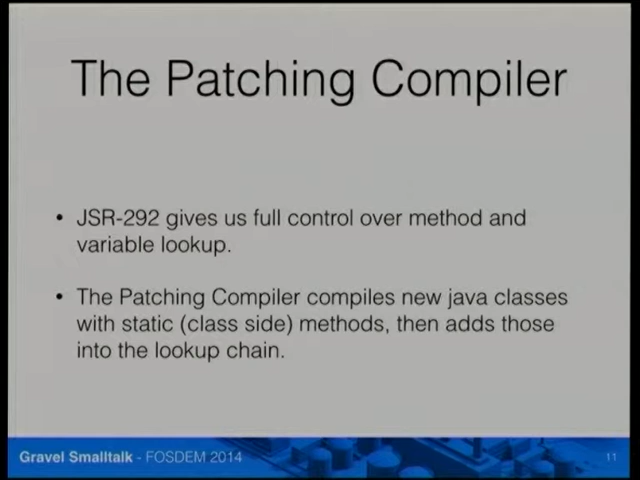 The Patching Compiler
• JSR-292 gives us full control over method and
variable lookup.
• The Patching Compiler compiles new java classes
with static (class side) methods, then adds those
into the lookup chain.
Gravel Smalltalk - FOSDEM 2014
11